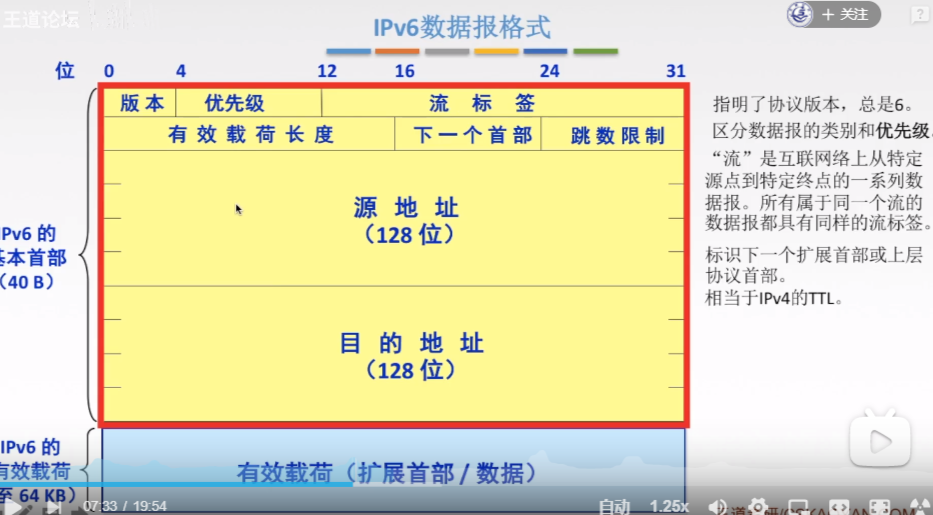 王道论坛
IPv6数据报格式
+ 关注
位 0 4 12 16 24 31
版本 优先级 流 标 签
有效载荷长度 下一个首部 跳数限制
源 地 址
(128 位)
目 的 地 址
(128 位)
Pv6 的
基本首部
(40 B)
IPv6 的
有效载荷
至 64 KB)
有效载荷(扩展首部 / 数据)
指明了协议版本,总是6。
区分数据报的类别和优先级
“流”是互联网络上从特定
源点到特定终点的一系列数
据报。所有属于同一个流的
数据报都具有同样的流标签。
标识下一个扩展首部或上层
协议首部。
相当于IPv4的TTL。
07:33 / 19:54
自动 1.25x